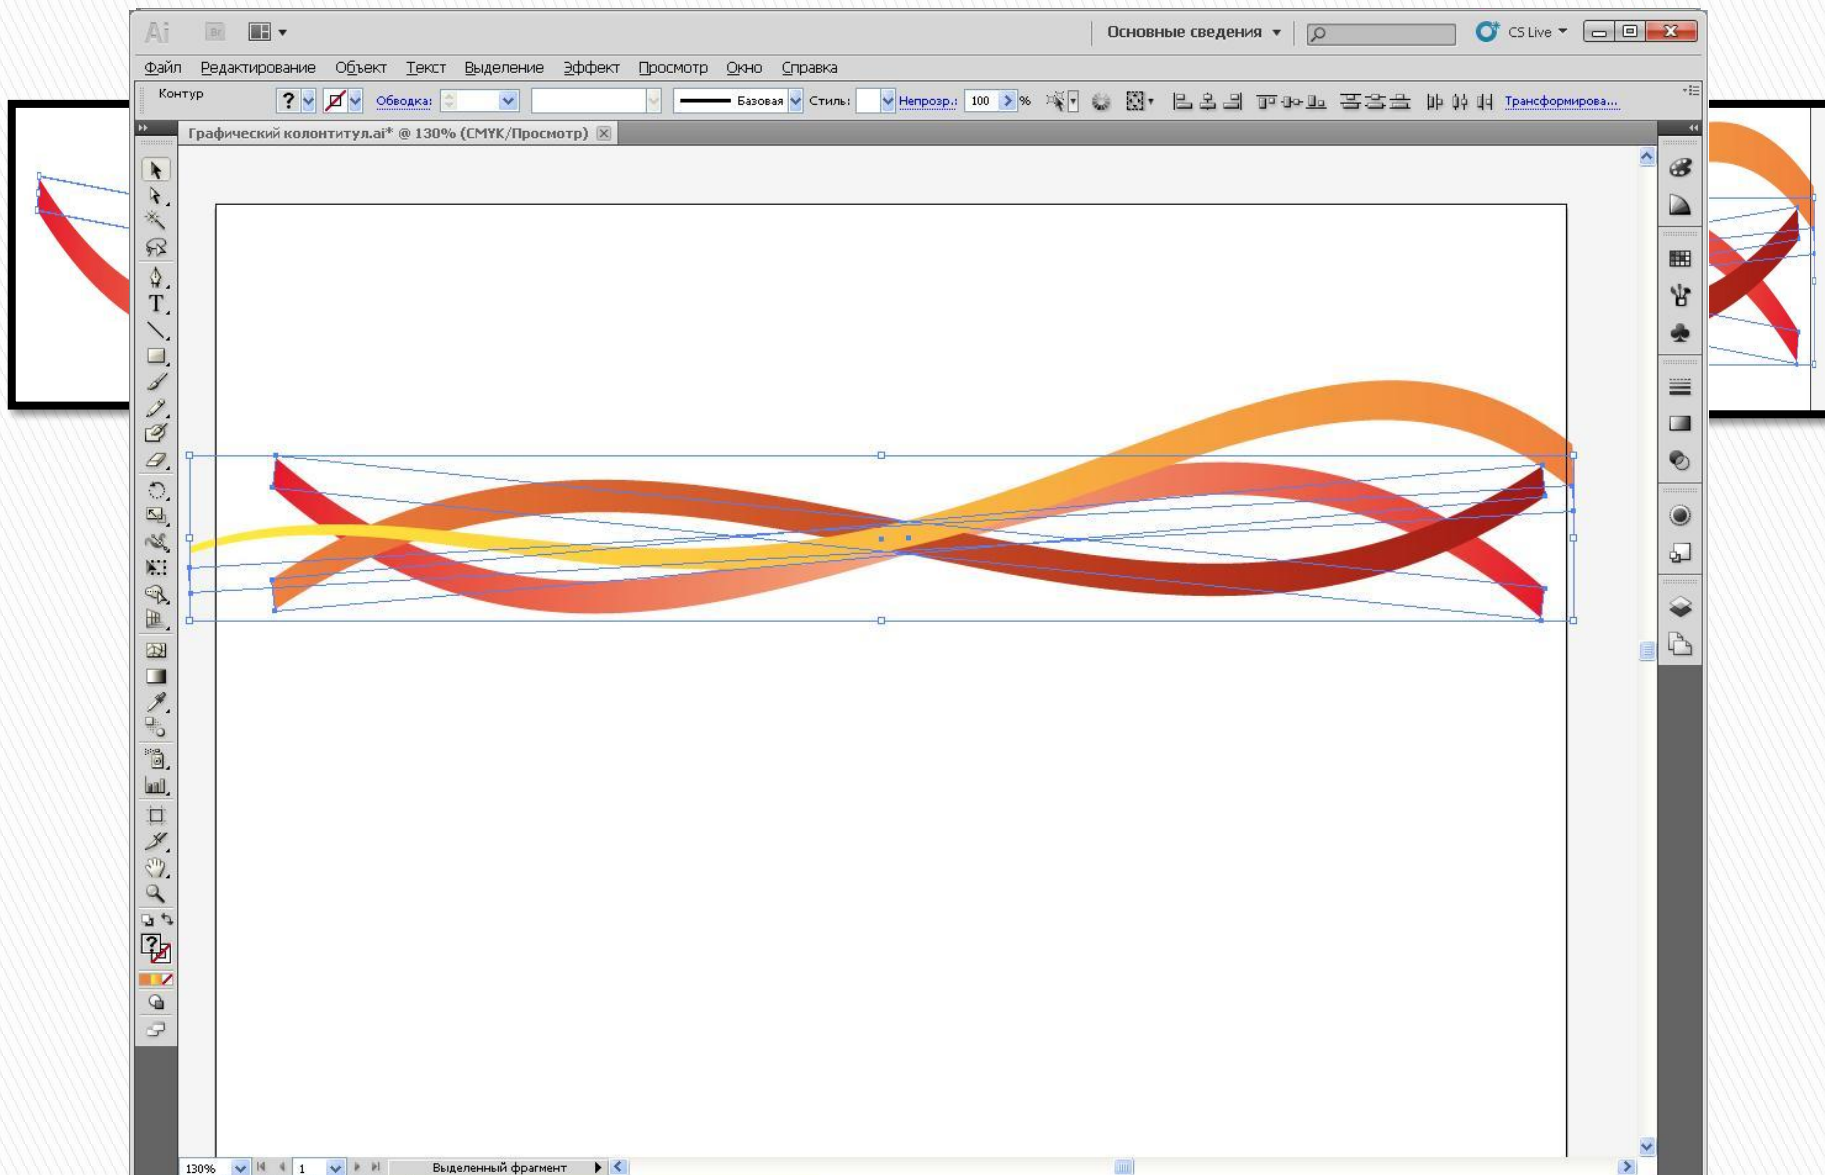 Ai Br Основные сведения CS Live
Файл Редактирование Объект Текст Выделение Эффект Просмотр Окно Справка
Контур ? Обводка: Базовая Стиль: Непрозр.: 100 % Трансформирова...
Графический колонтитул.ai* @ 130% (CMYK/Просмотр)
T
?
130% 1 Выделенный фрагмент